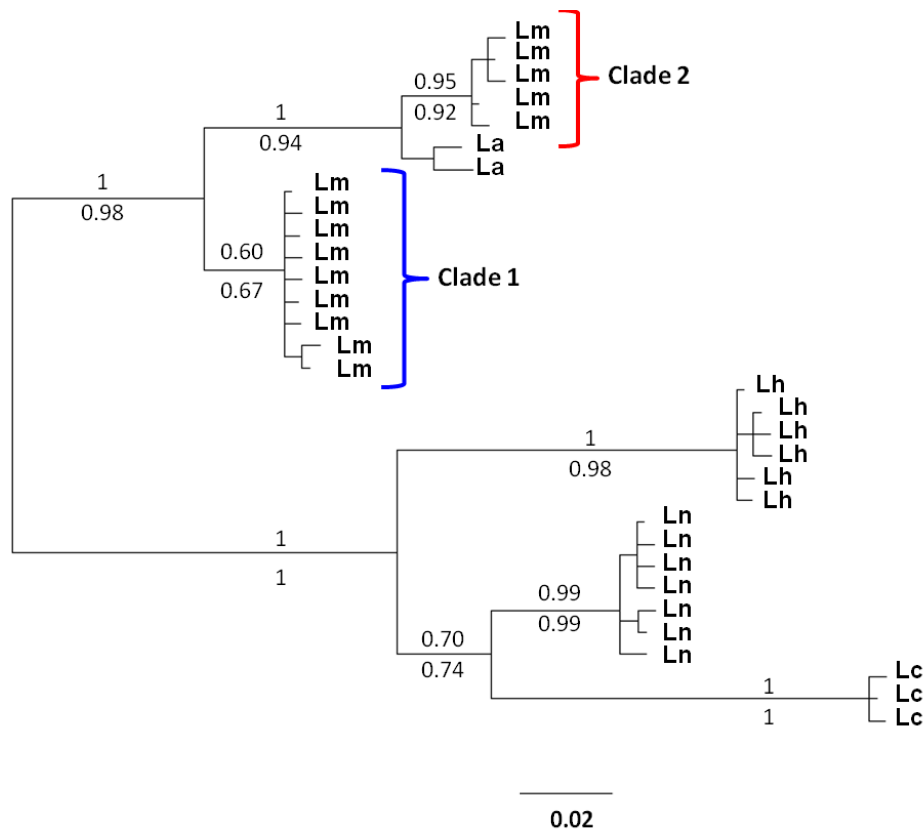 Lm
Lm
Lm
Lm
Lm
Clade 2
0.95
0.92
1
0.94
La
La
1
0.98
Lm
Lm
Lm
Lm
Lm
Lm
Lm
Lm
Lm
Clade 1
0.60
0.67
Lh
Lh
Lh
Lh
Lh
Lh
1
0.98
Ln
Ln
Ln
Ln
Ln
Ln
Ln
1
1
0.99
0.99
0.70
0.74
Lc
Lc
Lc
1
1
0.02